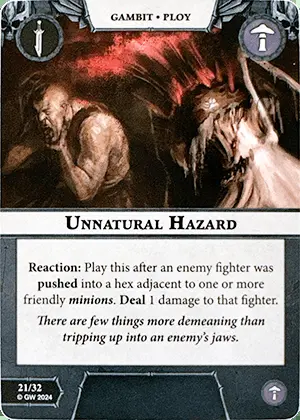 GAMBIT • PLOY
UNNATURAL HAZARD
Reaction: Play this after an enemy fighter was
pushed into a hex adjacent to one or more
friendly minions. Deal 1 damage to that fighter.
There are few things more demeaning than
tripping up into an enemy's jaws.
21/32
© GW 2024